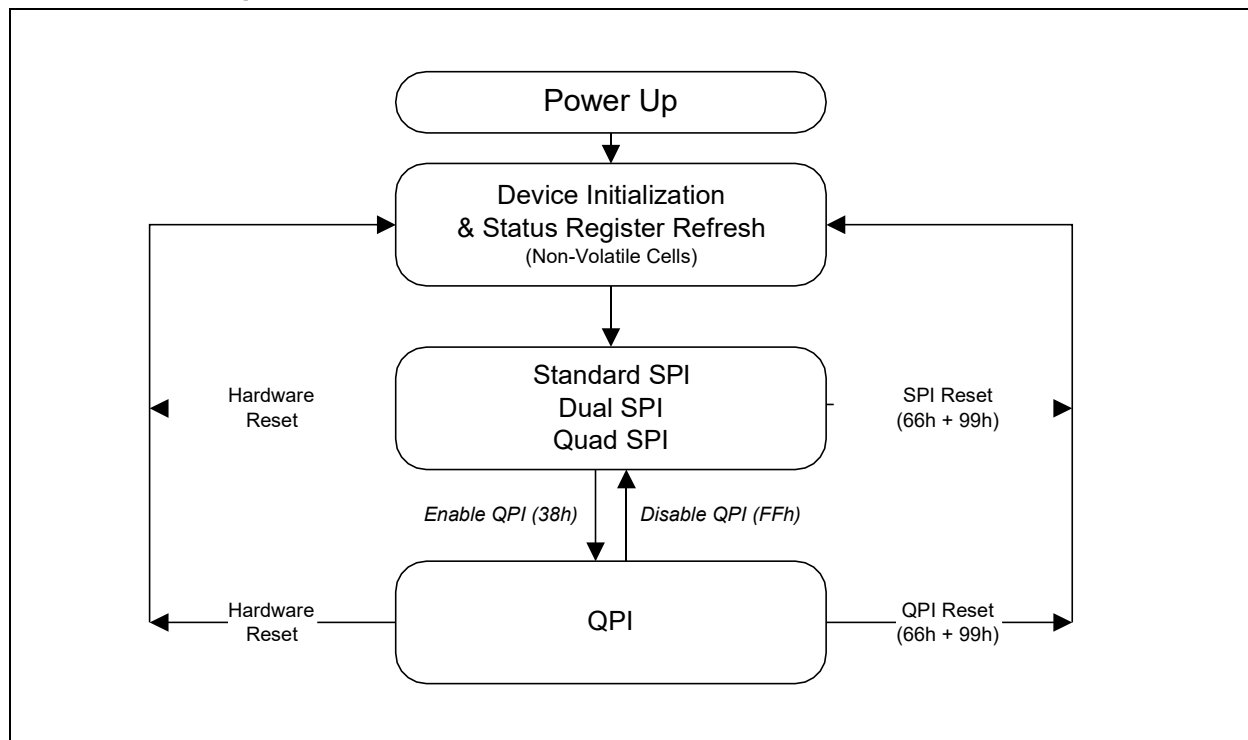 Power Up
Device Initialization
& Status Register Refresh
(Non-Volatile Cells)
Standard SPI
Dual SPI
Quad SPI
Hardware
Reset
SPI Reset
(66h + 99h)
Enable QPI (38h)
Disable QPI (FFh)
Hardware
Reset
QPI
QPI Reset
(66h + 99h)